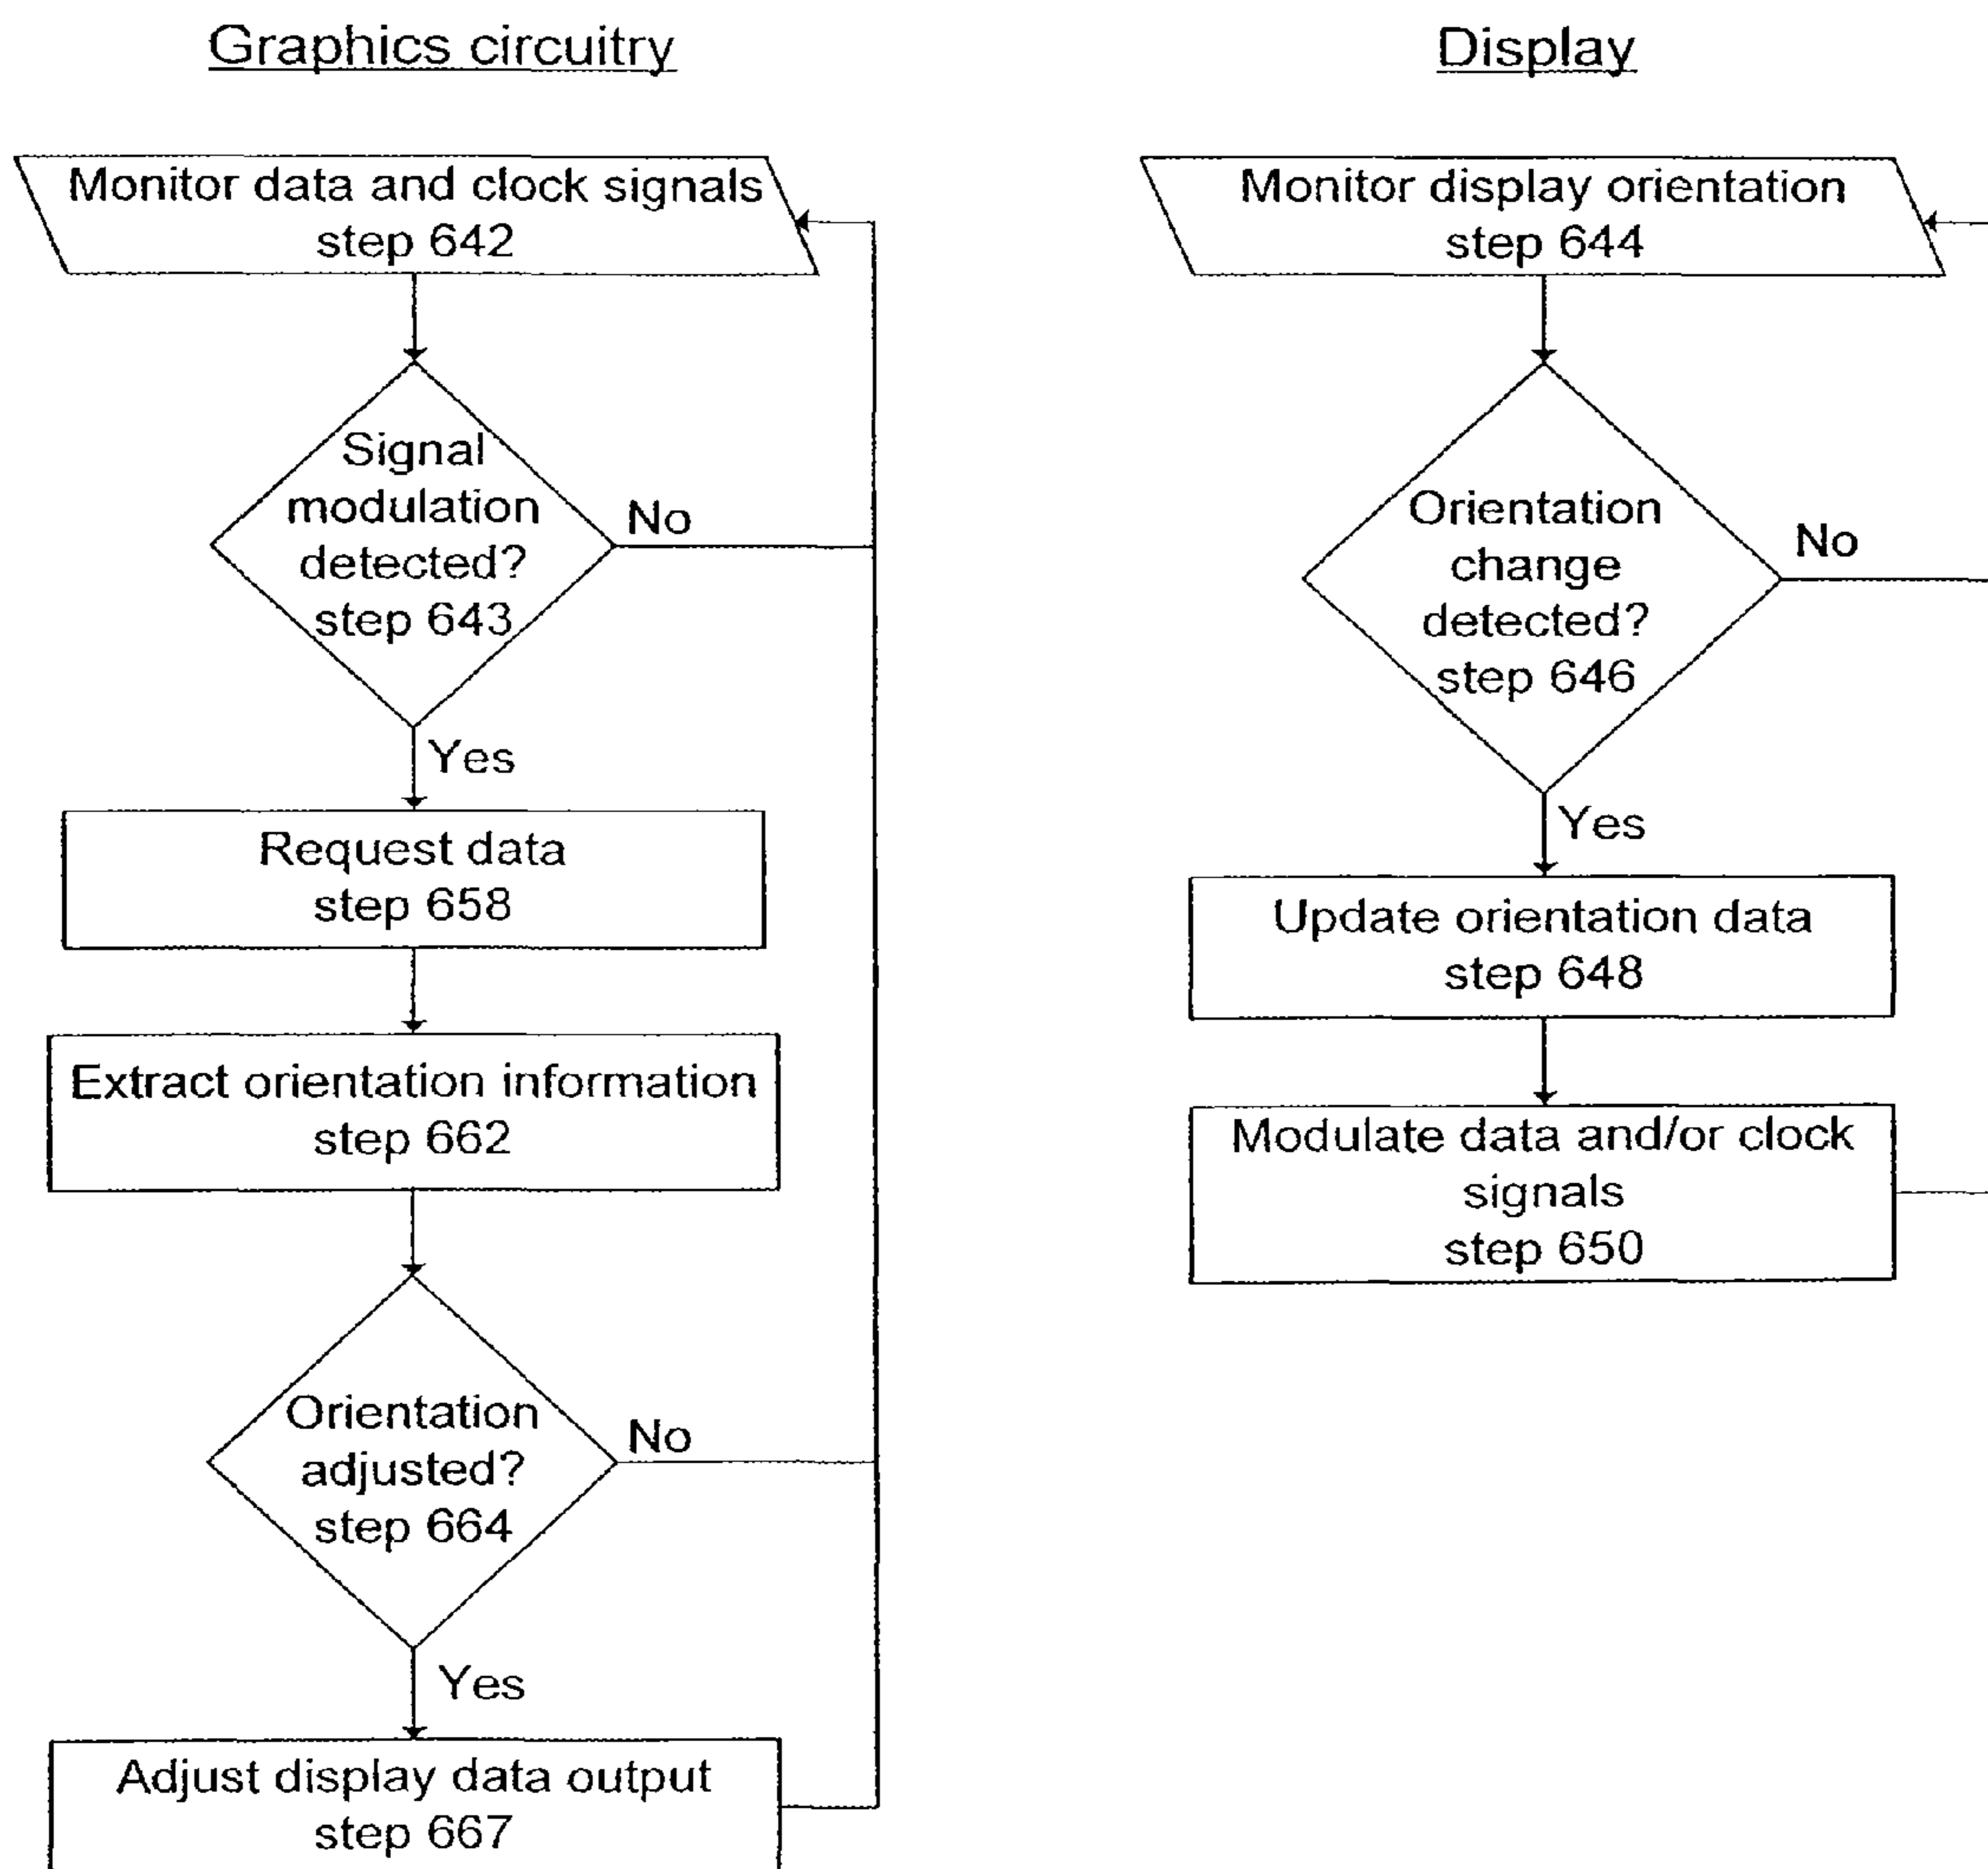 Graphics circuitry
Monitor data and clock signals
step 642
Signal
modulation
detected?
step 643
No
Yes
Request data
step 658
Extract orientation information
step 662
Orientation
adjusted?
step 664
No
Yes
Adjust display data output
step 667
Display
Monitor display orientation
step 644
Orientation
change
detected?
step 646
No
Yes
Update orientation data
step 648
Modulate data and/or clock
signals
step 650